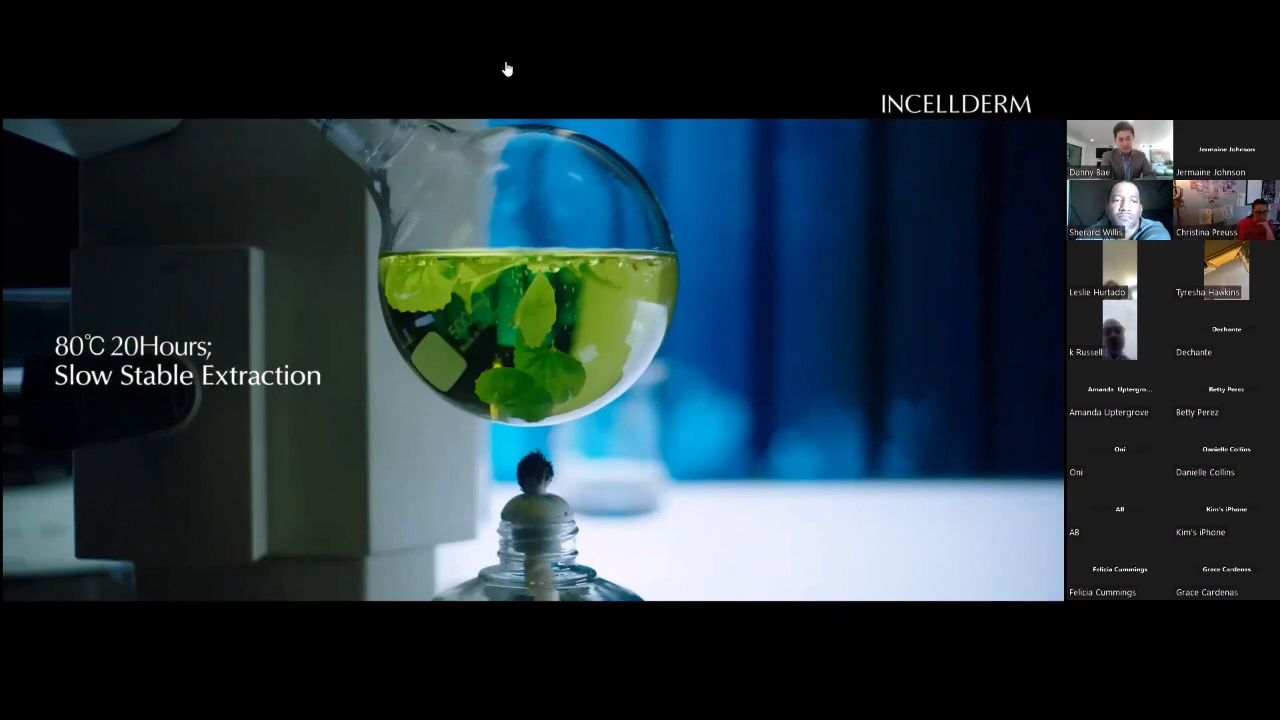 INCELLDERM
80℃ 20Hours;
Slow Stable Extraction
Danny Bae
Jermaine Johnson
Jermaine Johnson
Sherard Willis
Christina Preuss
Leslie Hurtado
Tyresha Hawkins
k Russell
Dechante
Dechante
Amanda Uptergro...
Amanda Uptergrove
Betty Perez
Betty Perez
Oni
Oni
Danielle Collins
Danielle Collins
AB
AB
Kim's iPhone
Kim's iPhone
Felicia Cummings
Felicia Cummings
Grace Cardenas
Grace Cardenas